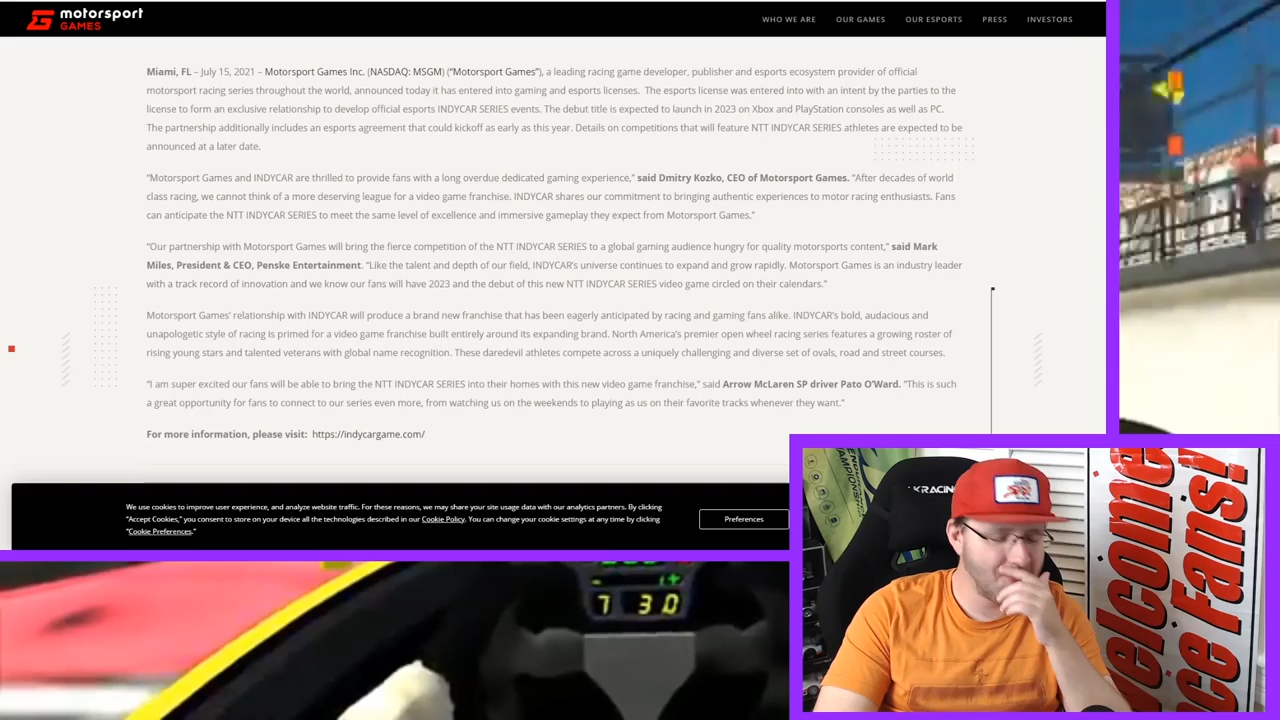 motorsport
GAMES
WHO WE ARE OUR GAMES OUR ESPORTS PRESS INVESTORS
Miami, FL – July 15, 2021 – Motorsport Games Inc. (NASDAQ: MSGM) (“Motorsport Games”), a leading racing game developer, publisher and esports ecosystem provider of official
motorsport racing series throughout the world, announced today it has entered into gaming and esports licenses. The esports license was entered into with an intent by the parties to the
license to form an exclusive relationship to develop official esports INDYCAR SERIES events. The debut title is expected to launch in 2023 on Xbox and PlayStation consoles as well as PC.
The partnership additionally includes an esports agreement that could kickoff as early as this year. Details on competitions that will feature NTT INDYCAR SERIES athletes are expected to be
announced at a later date.
“Motorsport Games and INDYCAR are thrilled to provide fans with a long overdue dedicated gaming experience,” said Dmitry Kozko, CEO of Motorsport Games. “After decades of world
class racing, we cannot think of a more deserving league for a video game franchise. INDYCAR shares our commitment to bringing authentic experiences to motor racing enthusiasts. Fans
can anticipate the NTT INDYCAR SERIES to meet the same level of excellence and immersive gameplay they expect from Motorsport Games.”
“Our partnership with Motorsport Games will bring the fierce competition of the NTT INDYCAR SERIES to a global gaming audience hungry for quality motorsports content,” said Mark
Miles, President & CEO, Penske Entertainment. “Like the talent and depth of our field, INDYCAR’s universe continues to expand and grow rapidly. Motorsport Games is an industry leader
with a track record of innovation and we know our fans will have 2023 and the debut of this new NTT INDYCAR SERIES video game circled on their calendars.”
Motorsport Games’ relationship with INDYCAR will produce a brand new franchise that has been eagerly anticipated by racing and gaming fans alike. INDYCAR’s bold, audacious and
unapologetic style of racing is primed for a video game franchise built entirely around its expanding brand. North America’s premier open wheel racing series features a growing roster of
rising young stars and talented veterans with global name recognition. These daredevil athletes compete across a uniquely challenging and diverse set of ovals, road and street courses.
“I am super excited our fans will be able to bring the NTT INDYCAR SERIES into their homes with this new video game franchise,” said Arrow McLaren SP driver Pato O’Ward. “This is such
a great opportunity for fans to connect to our series even more, from watching us on the weekends to playing as us on their favorite tracks whenever they want.”
For more information, please visit: https://indycargame.com/
We use cookies to improve user experience, and analyze website traffic. For these reasons, we may share your site usage data with our analytics partners. By clicking
“Accept Cookies,” you consent to store on your device all the technologies described in our Cookie Policy. You can change your cookie settings at any time by clicking
“Cookie Preferences.”
Preferences
RACING
welcome
ce Fans!
7 3.0